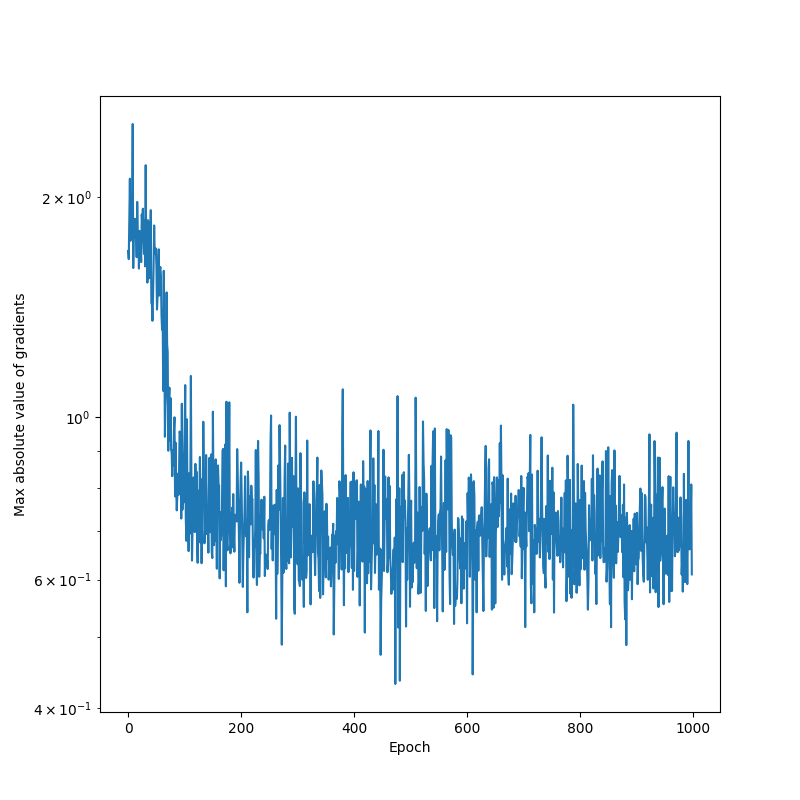 Max absolute value of gradients
2 × 10⁰
10⁰
6 × 10⁻¹
4 × 10⁻¹
0 200 400 600 800 1000
Epoch